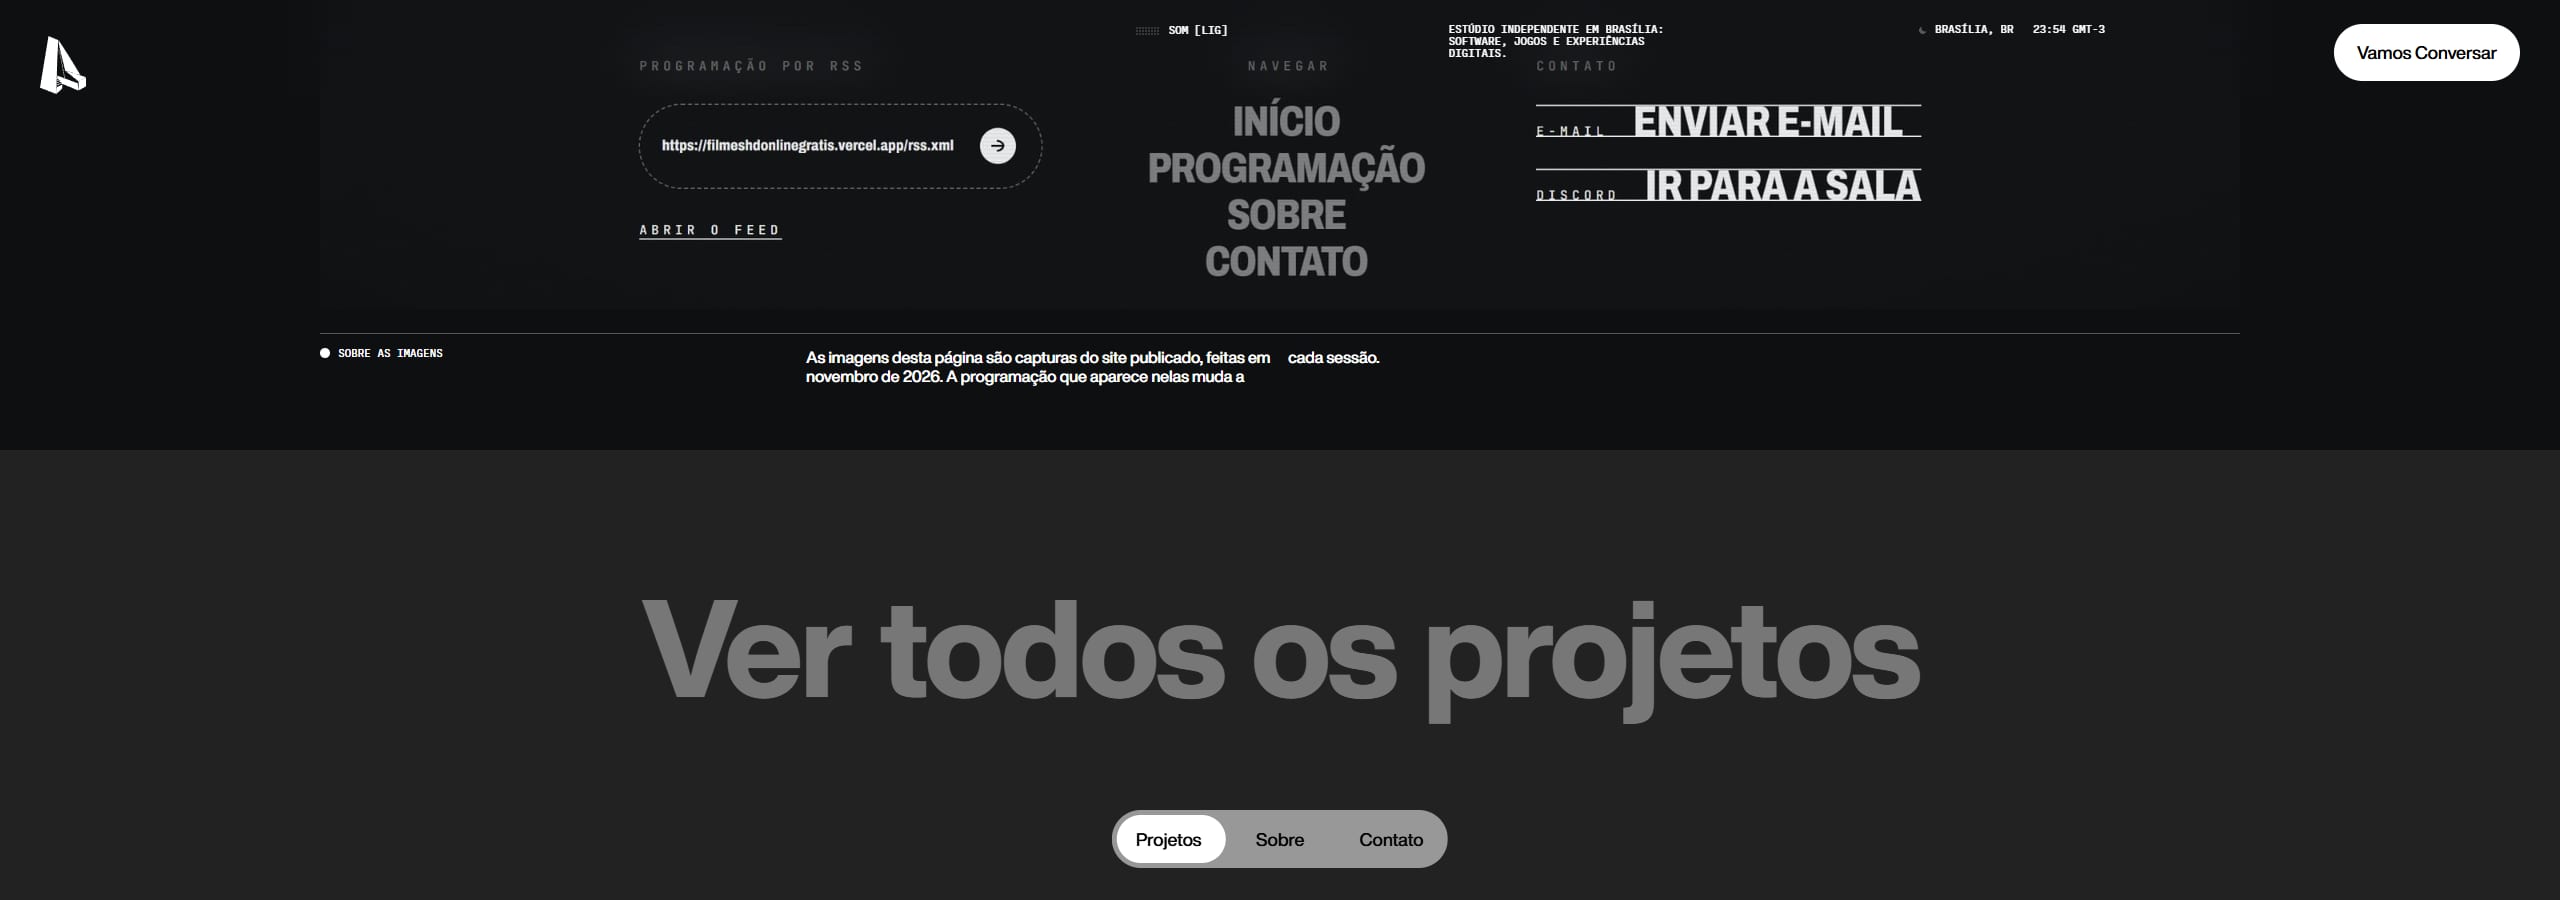 SOM [LIG]
ESTÚDIO INDEPENDENTE EM BRASÍLIA:
SOFTWARE, JOGOS E EXPERIÊNCIAS
DIGITAIS.
BRASÍLIA, BR 23:54 GMT-3
Vamos Conversar
PROGRAMAÇÃO POR RSS
https://filmeshdonlinegratis.vercel.app/rss.xml
ABRIR O FEED
NAVEGAR
INÍCIO
PROGRAMAÇÃO
SOBRE
CONTATO
CONTATO
E-MAIL ENVIAR E-MAIL
DISCORD IR PARA A SALA
SOBRE AS IMAGENS
As imagens desta página são capturas do site publicado, feitas em
novembro de 2026. A programação que aparece nelas muda a
cada sessão.
Ver todos os projetos
Projetos Sobre Contato